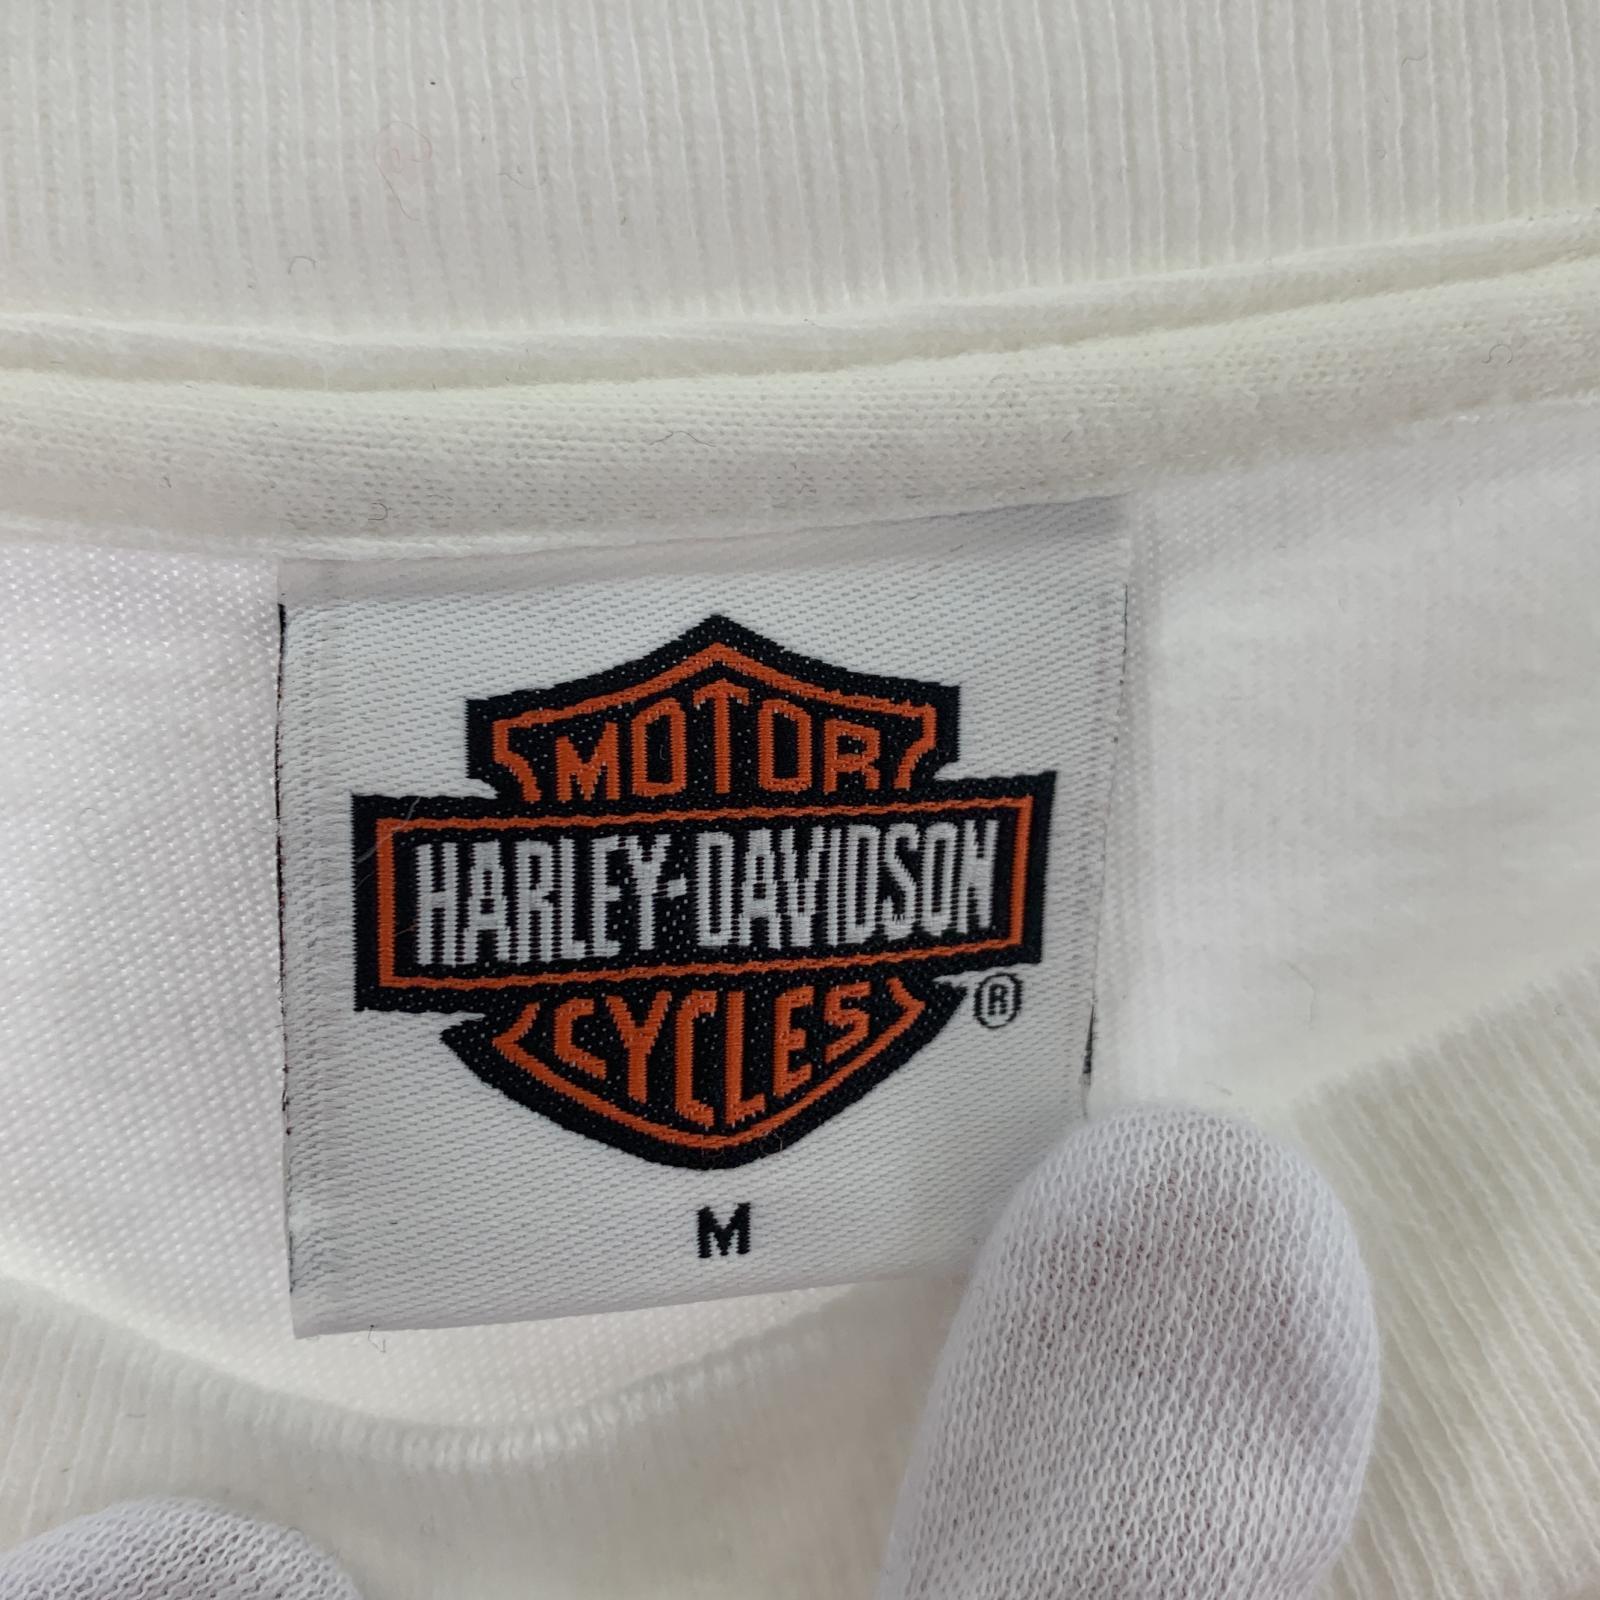 MOTOR
HARLEY-DAVIDSON
CYCLES
®
M